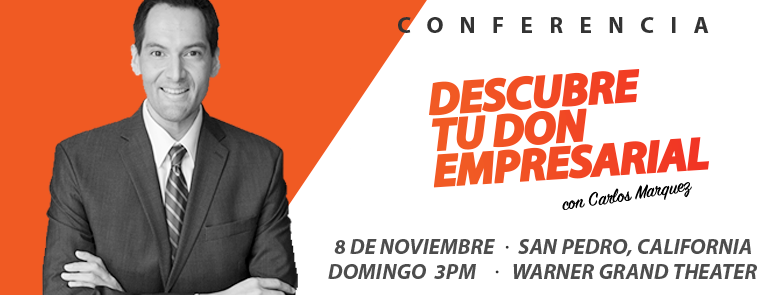 CONFERENCIA
DESCUBRE
TU DON
EMPRESARIAL
con Carlos Marquez
8 DE NOVIEMBRE · SAN PEDRO, CALIFORNIA
DOMINGO 3PM · WARNER GRAND THEATER